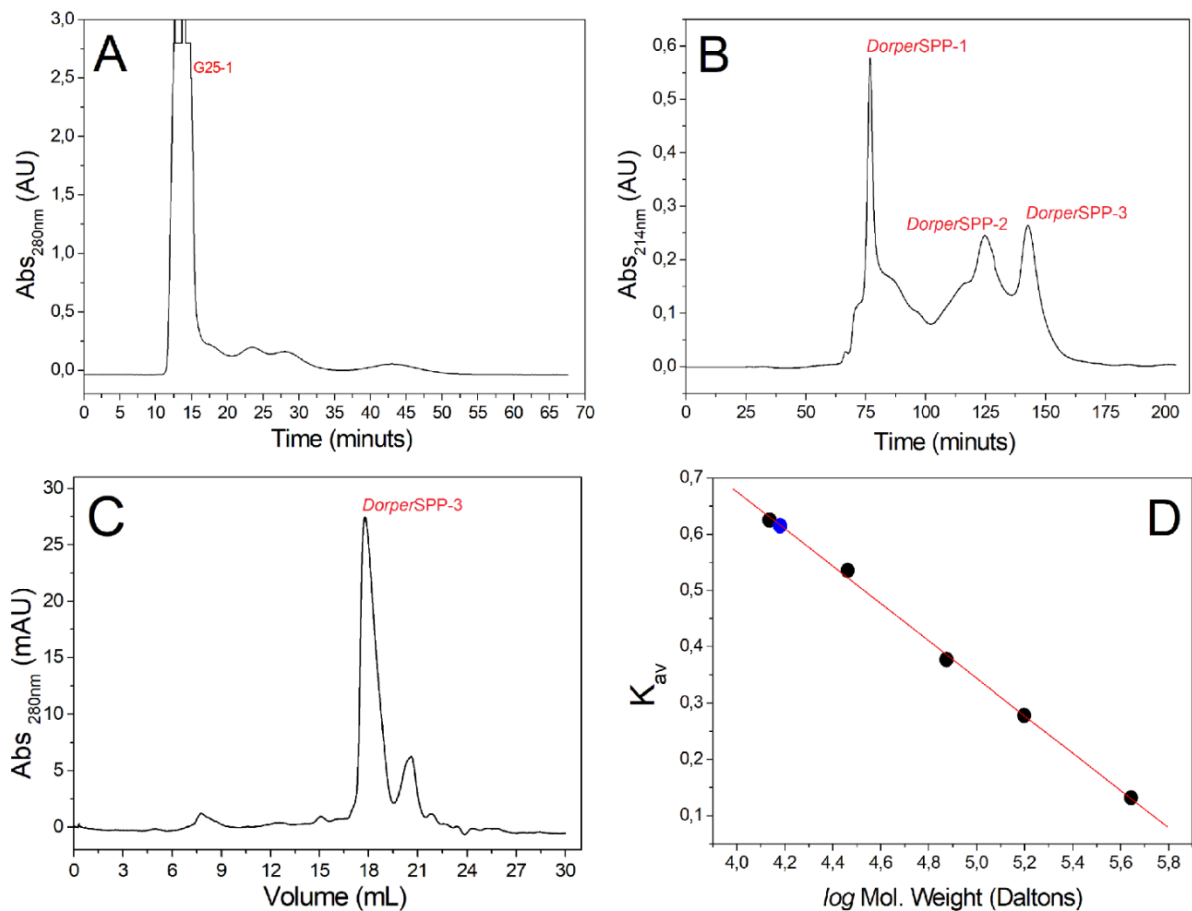 A
G25-1
3,0
2,5
2,0
1,5
1,0
0,5
0,0
Abs280nm (AU)
0 5 10 15 20 25 30 35 40 45 50 55 60 65 70
Time (minuts)
B
DorperSPP-1
DorperSPP-2
DorperSPP-3
0,6
0,5
0,4
0,3
0,2
0,1
0,0
Abs214nm (AU)
0 25 50 75 100 125 150 175 200
Time (minuts)
C
DorperSPP-3
30
25
20
15
10
5
0
Abs 280nm (mAU)
0 3 6 9 12 15 18 21 24 27 30
Volume (mL)
D
0,7
0,6
0,5
0,4
0,3
0,2
0,1
Kav
4,0 4,2 4,4 4,6 4,8 5,0 5,2 5,4 5,6 5,8
log Mol. Weight (Daltons)